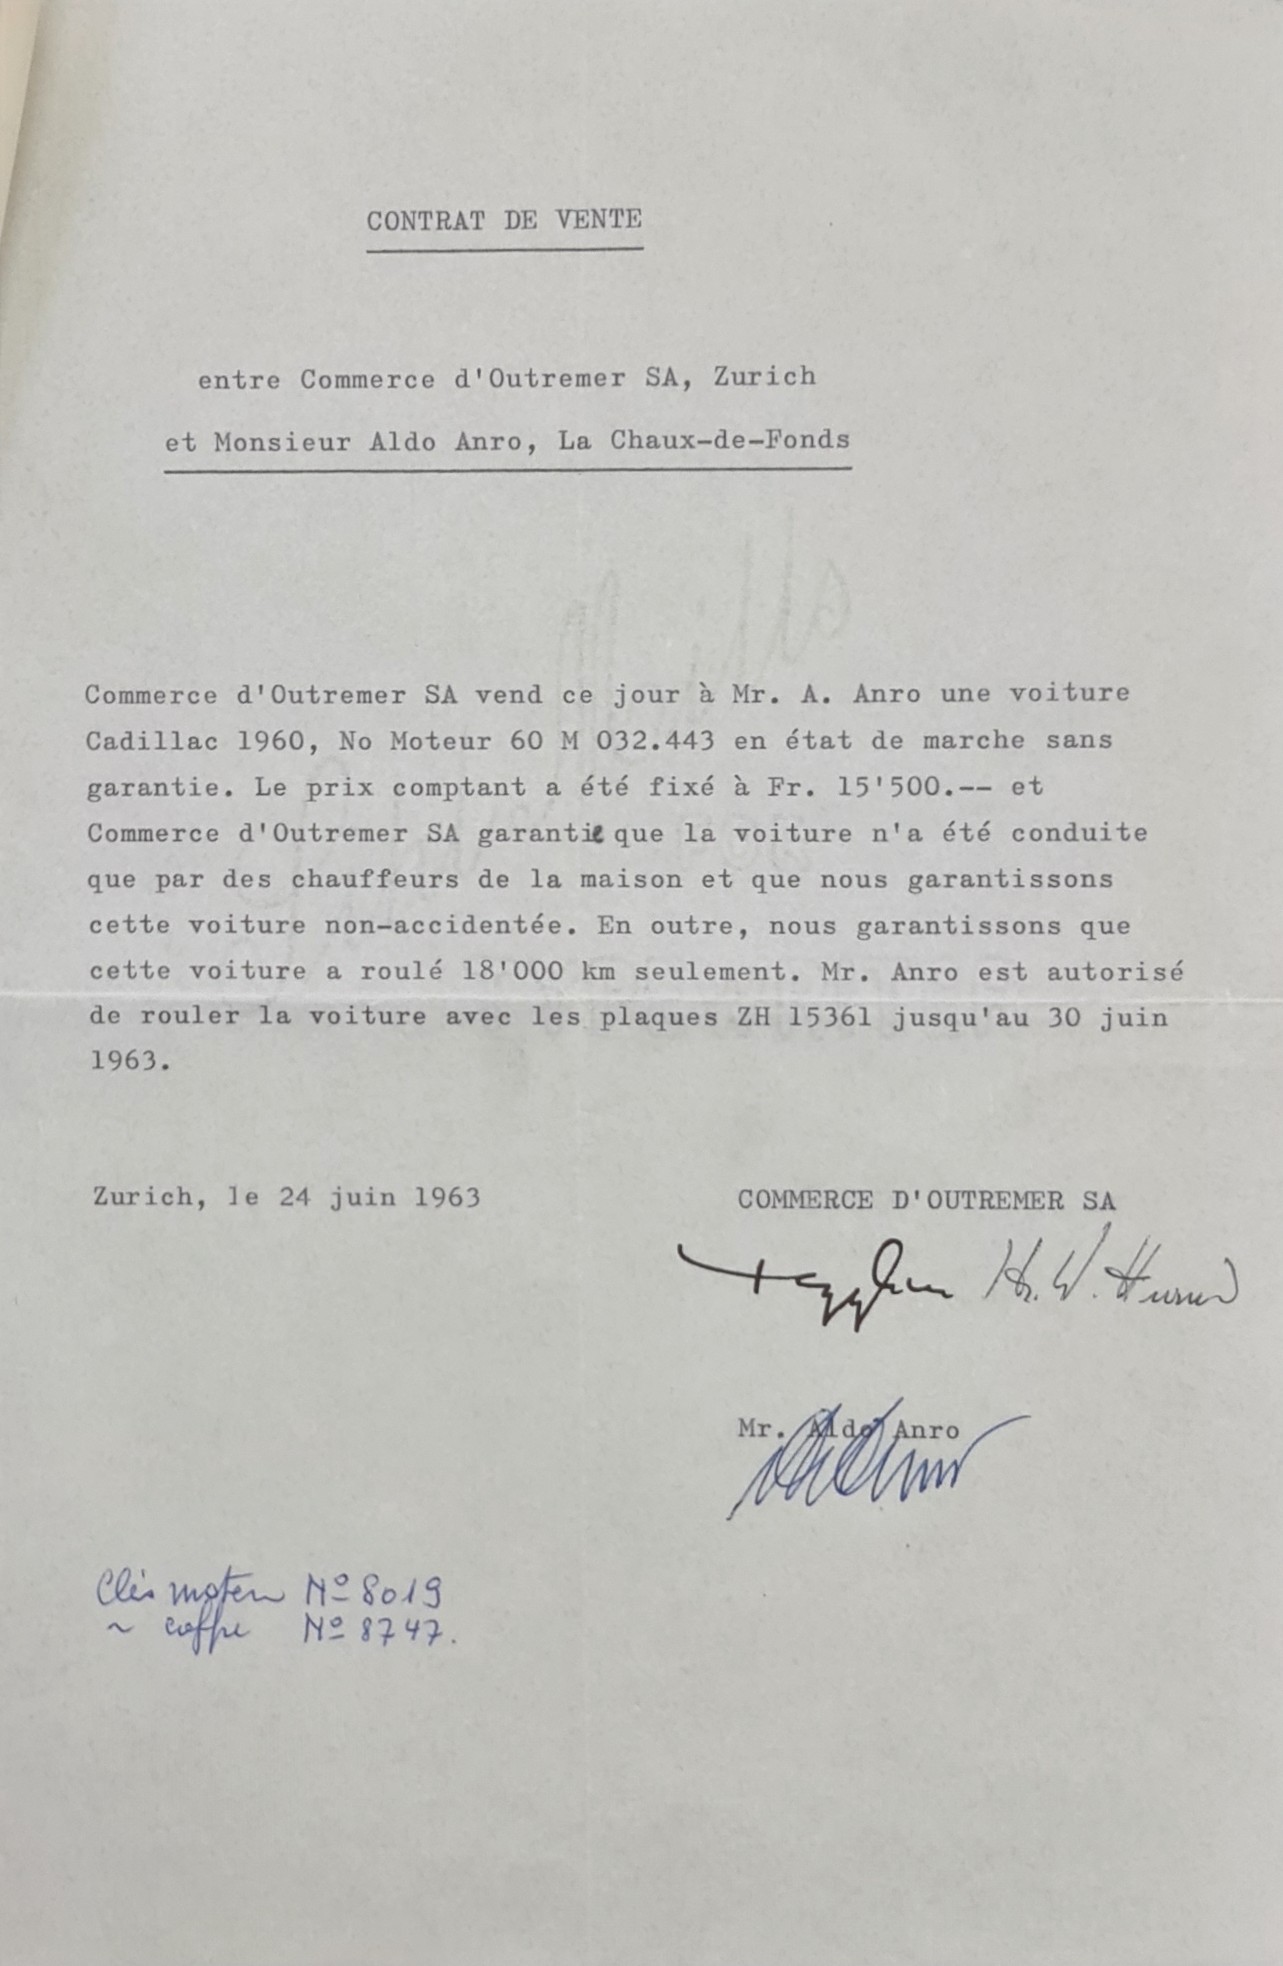 CONTRAT DE VENTE
entre Commerce d'Outremer SA, Zurich
et Monsieur Aldo Anro, La Chaux-de-Fonds
Commerce d'Outremer SA vend ce jour à Mr. A. Anro une voiture
Cadillac 1960, No Moteur 60 M 032.443 en état de marche sans
garantie. Le prix comptant a été fixé à Fr. 15'500.-- et
Commerce d'Outremer SA garantie que la voiture n'a été conduite
que par des chauffeurs de la maison et que nous garantissons
cette voiture non-accidentée. En outre, nous garantissons que
cette voiture a roulé 18'000 km seulement. Mr. Anro est autorisé
de rouler la voiture avec les plaques ZH 15361 jusqu'au 30 juin
1963.
Zurich, le 24 juin 1963
COMMERCE D'OUTREMER SA
Mr. Aldo Anro
Clés moteur Nº 8019
~ coffre Nº 8747.